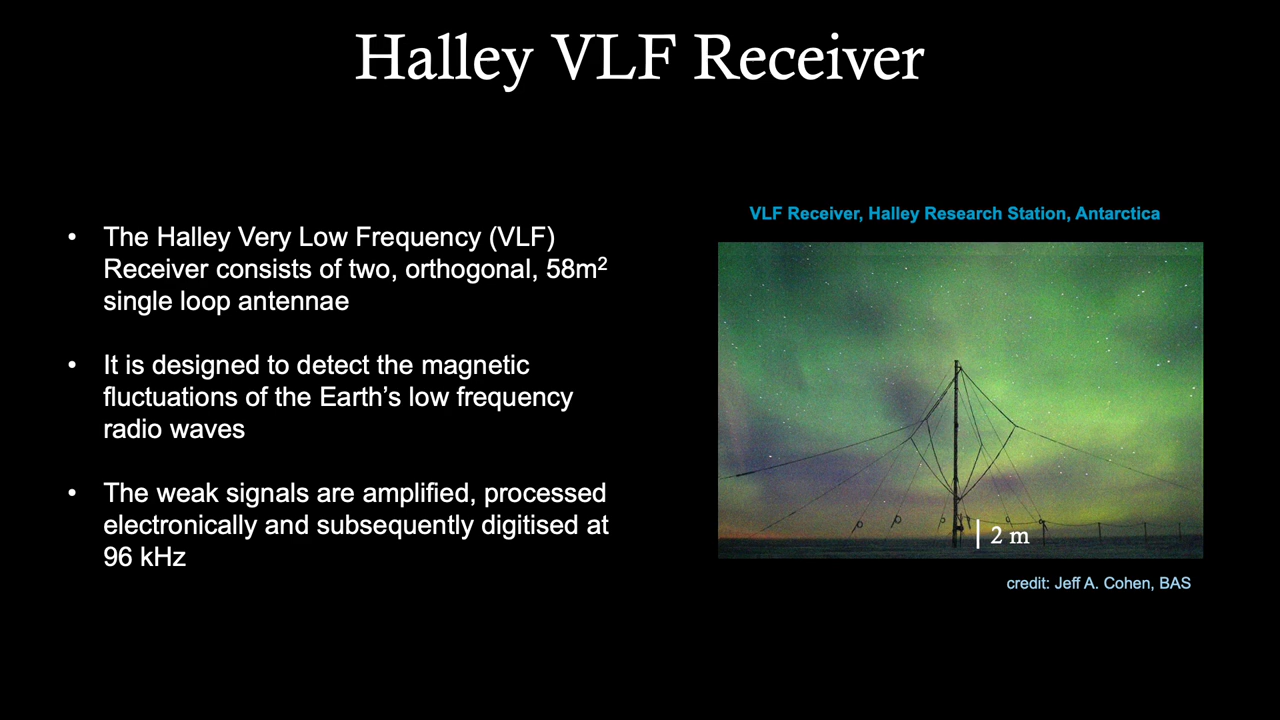 Halley VLF Receiver
• The Halley Very Low Frequency (VLF)
Receiver consists of two, orthogonal, 58m²
single loop antennae
• It is designed to detect the magnetic
fluctuations of the Earth’s low frequency
radio waves
• The weak signals are amplified, processed
electronically and subsequently digitised at
96 kHz
VLF Receiver, Halley Research Station, Antarctica
2 m
credit: Jeff A. Cohen, BAS